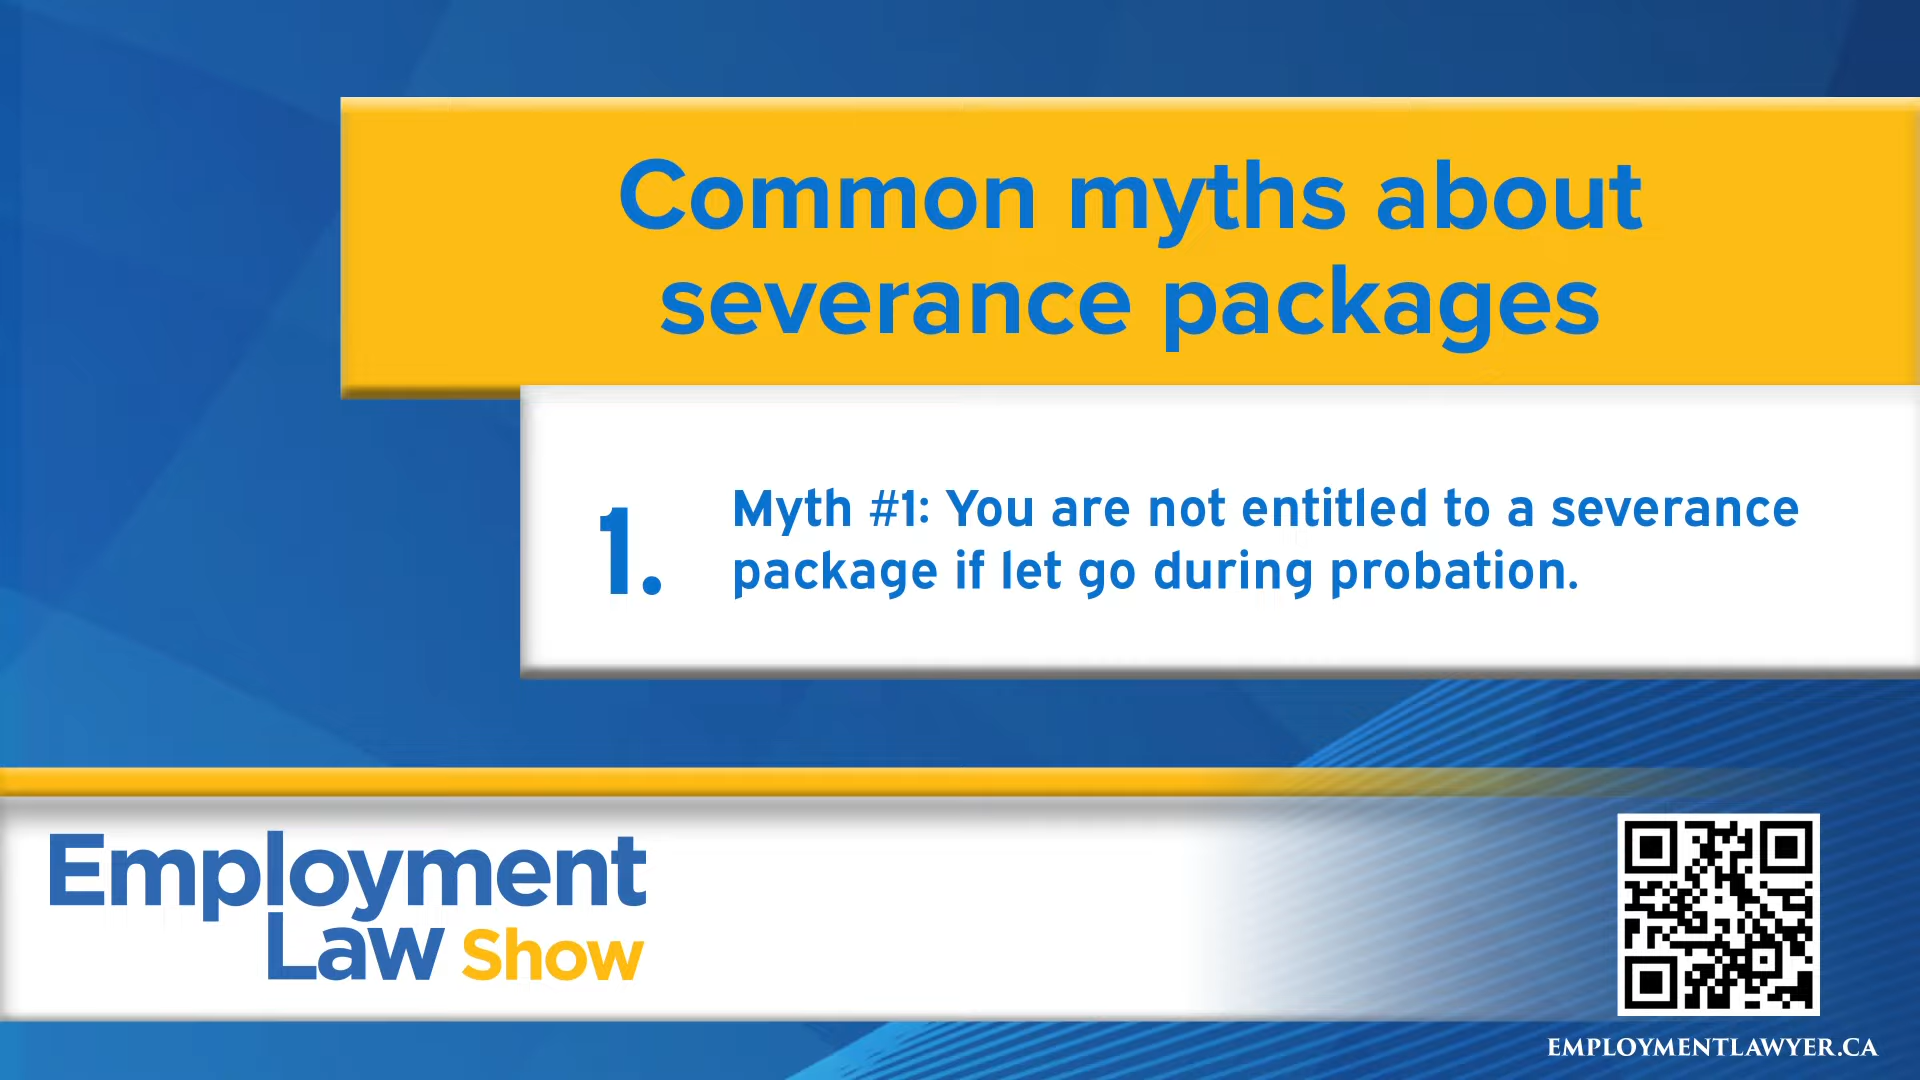 Common myths about
severance packages
1.
Myth #1: You are not entitled to a severance
package if let go during probation.
Employment
Law Show
EMPLOYMENTLAWYER.CA